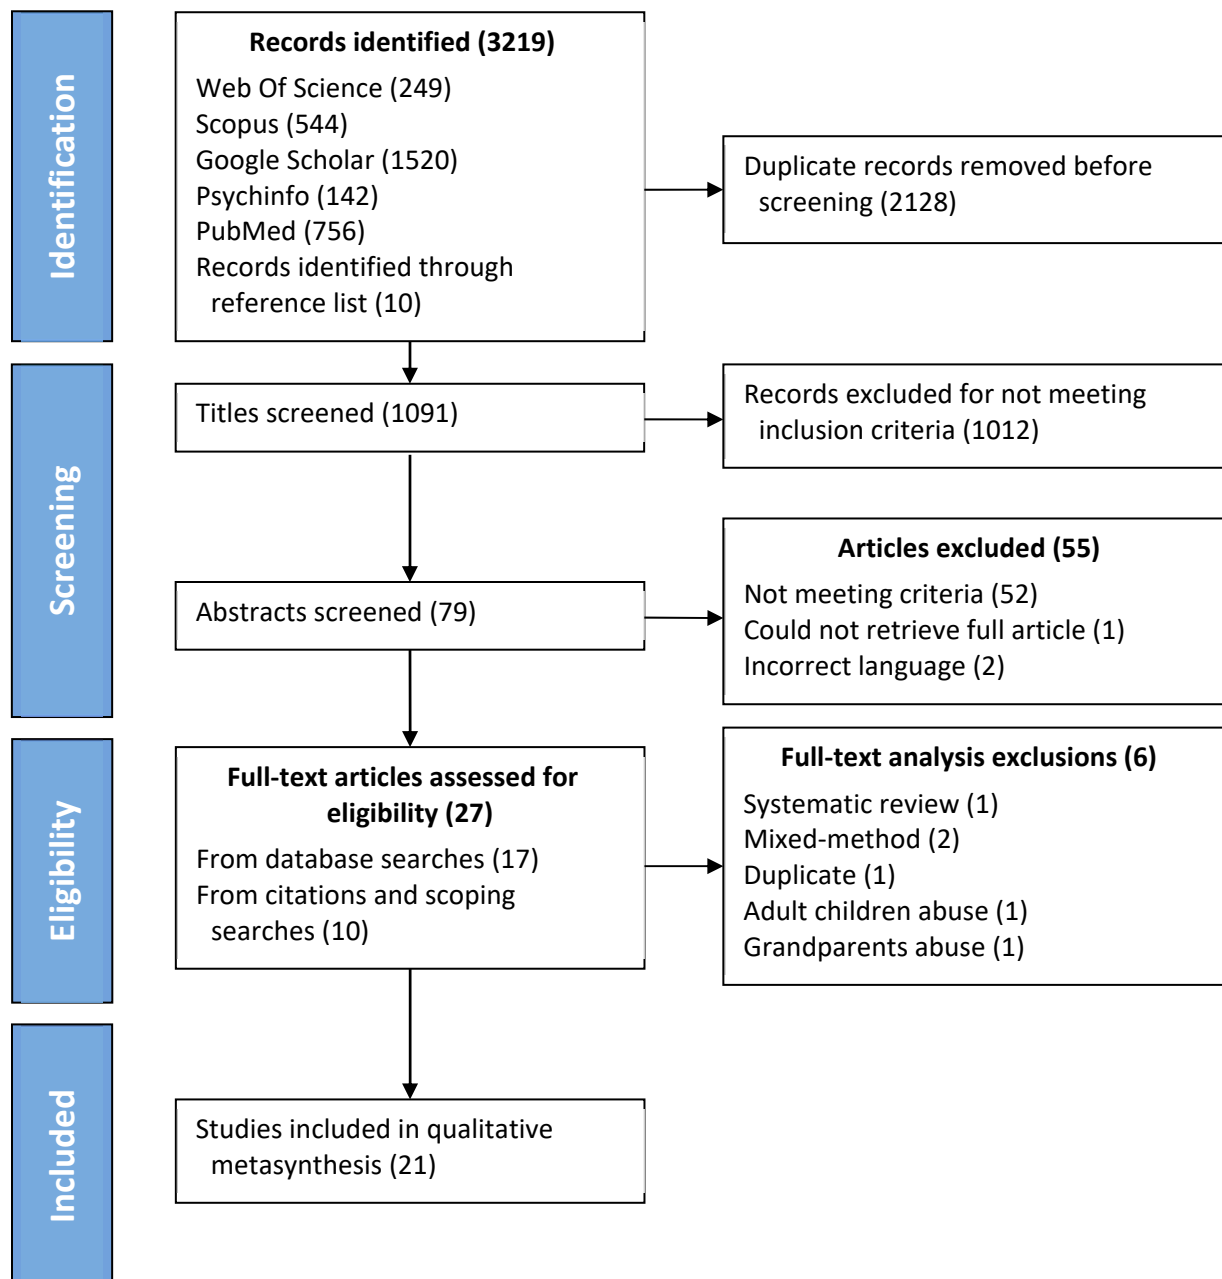 Identification
Records identified (3219)
Web Of Science (249)
Scopus (544)
Google Scholar (1520)
Psychinfo (142)
PubMed (756)
Records identified through
reference list (10)
Duplicate records removed before
screening (2128)
Screening
Titles screened (1091)
Records excluded for not meeting
inclusion criteria (1012)
Abstracts screened (79)
Articles excluded (55)
Not meeting criteria (52)
Could not retrieve full article (1)
Incorrect language (2)
Eligibility
Full-text articles assessed for
eligibility (27)
From database searches (17)
From citations and scoping
searches (10)
Full-text analysis exclusions (6)
Systematic review (1)
Mixed-method (2)
Duplicate (1)
Adult children abuse (1)
Grandparents abuse (1)
Included
Studies included in qualitative
metasynthesis (21)